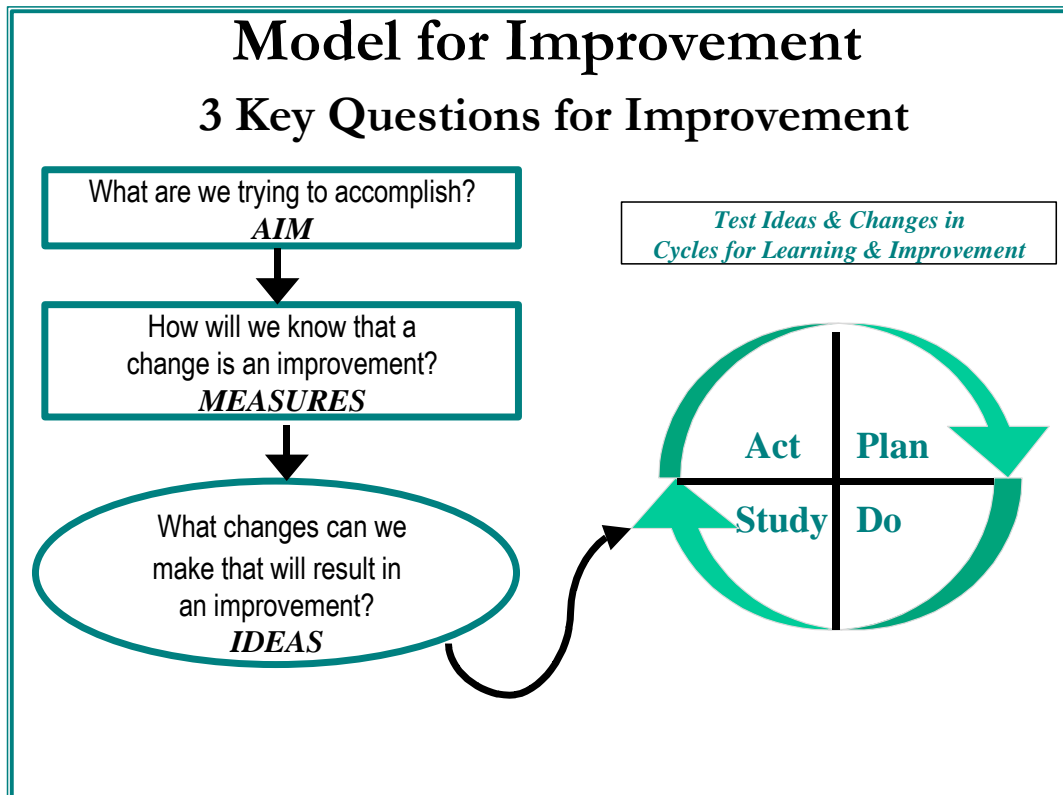 Model for Improvement
3 Key Questions for Improvement
What are we trying to accomplish?
AIM
How will we know that a
change is an improvement?
MEASURES
What changes can we
make that will result in
an improvement?
IDEAS
Test Ideas & Changes in
Cycles for Learning & Improvement
Act Plan
Study Do